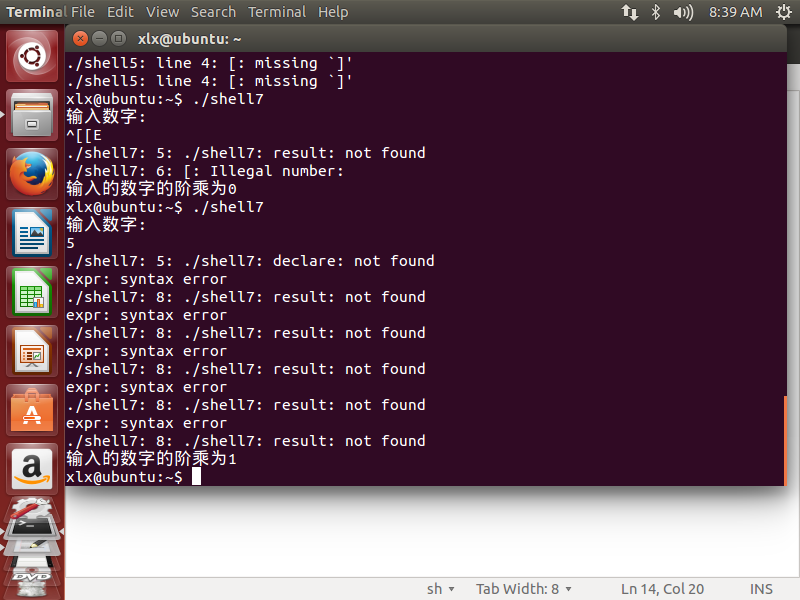 Terminal File Edit View Search Terminal Help 8:39 AM
xlx@ubuntu: ~
./shell5: line 4: [: missing `]'
./shell5: line 4: [: missing `]'
xlx@ubuntu:~$ ./shell7
输入数字:
^[[E
./shell7: 5: ./shell7: result: not found
./shell7: 6: [: Illegal number:
输入的数字的阶乘为0
xlx@ubuntu:~$ ./shell7
输入数字:
5
./shell7: 5: ./shell7: declare: not found
expr: syntax error
./shell7: 8: ./shell7: result: not found
expr: syntax error
./shell7: 8: ./shell7: result: not found
expr: syntax error
./shell7: 8: ./shell7: result: not found
expr: syntax error
./shell7: 8: ./shell7: result: not found
expr: syntax error
./shell7: 8: ./shell7: result: not found
输入的数字的阶乘为1
xlx@ubuntu:~$
sh Tab Width: 8 Ln 14, Col 20 INS
DVD